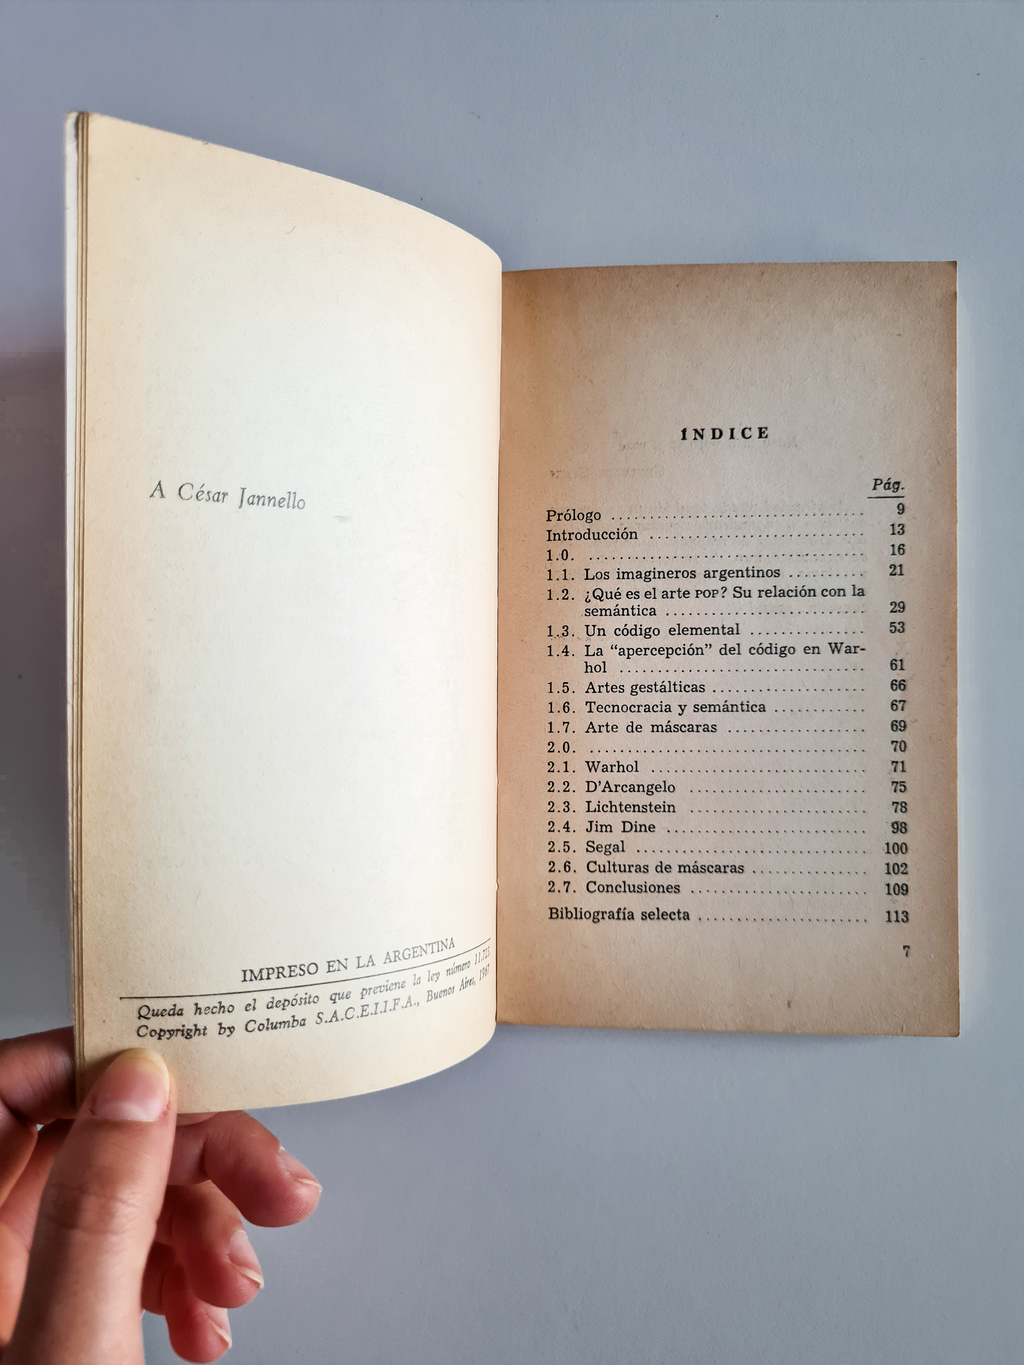 A César Jannello
IMPRESO EN LA ARGENTINA
Queda hecho el depósito que previene la ley número 11.723
Copyright by Columba S.A.C.E.I.I.F.A., Buenos Aires, 1967
ÍNDICE
Pág.
Prólogo .................................. 9
Introducción ............................ 13
1.0. .................................... 16
1.1. Los imagineros argentinos .......... 21
1.2. ¿Qué es el arte POP? Su relación con la
semántica .......................... 29
1.3. Un código elemental ............... 53
1.4. La "apercepción" del código en War-
hol ................................ 61
1.5. Artes gestálticas .................... 66
1.6. Tecnocracia y semántica ............ 67
1.7. Arte de máscaras .................. 69
2.0. .................................... 70
2.1. Warhol ............................ 71
2.2. D'Arcangelo ....................... 75
2.3. Lichtenstein ....................... 78
2.4. Jim Dine .......................... 98
2.5. Segal .............................. 100
2.6. Culturas de máscaras ............... 102
2.7. Conclusiones ....................... 109
Bibliografía selecta ...................... 113
7